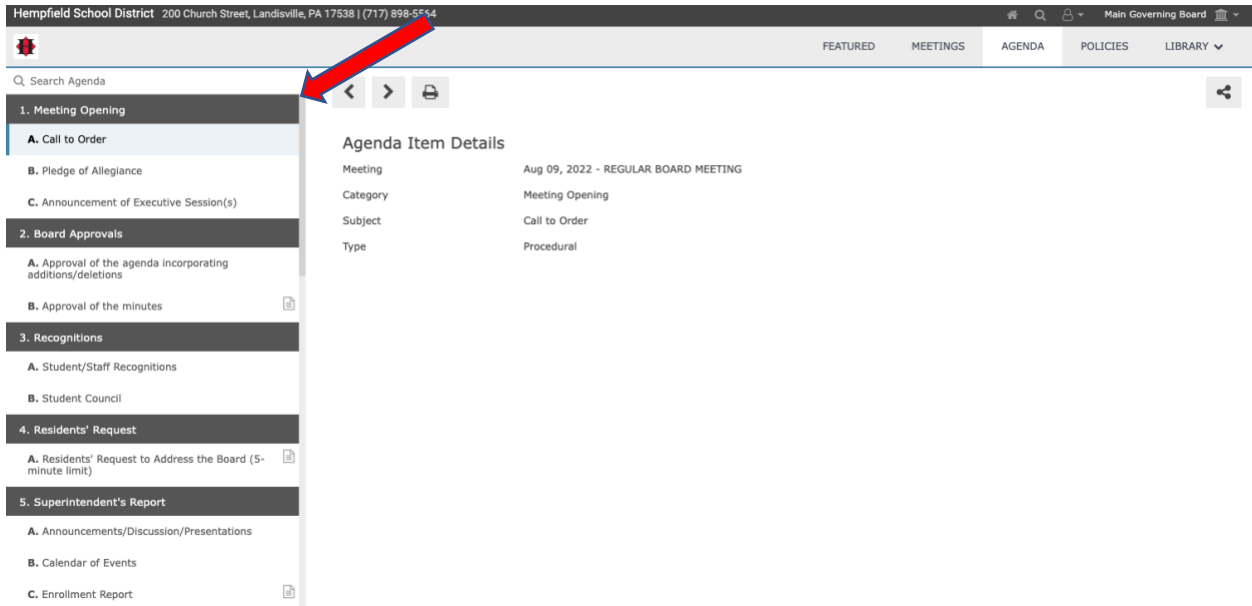 Hempfield School District 200 Church Street, Landisville, PA 17538 | (717) 898-5564
Main Governing Board
H
FEATURED MEETINGS AGENDA POLICIES LIBRARY
Search Agenda
1. Meeting Opening
A. Call to Order
B. Pledge of Allegiance
C. Announcement of Executive Session(s)
2. Board Approvals
A. Approval of the agenda incorporating
additions/deletions
B. Approval of the minutes
3. Recognitions
A. Student/Staff Recognitions
B. Student Council
4. Residents' Request
A. Residents' Request to Address the Board (5-
minute limit)
5. Superintendent's Report
A. Announcements/Discussion/Presentations
B. Calendar of Events
C. Enrollment Report
Agenda Item Details
Meeting Aug 09, 2022 - REGULAR BOARD MEETING
Category Meeting Opening
Subject Call to Order
Type Procedural